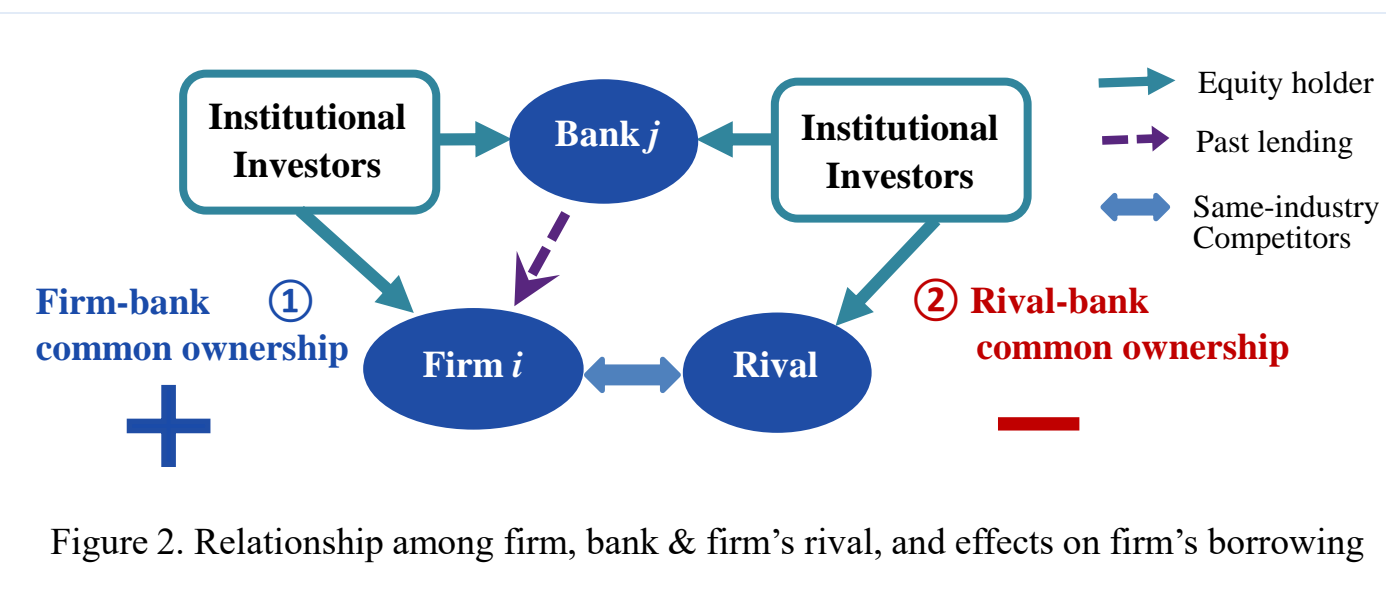 Institutional
Investors
Bank j
Institutional
Investors
Equity holder
Past lending
Same-industry
Competitors
Firm-bank ①
common ownership
+
② Rival-bank
common ownership
−
Firm i
Rival
Figure 2. Relationship among firm, bank & firm’s rival, and effects on firm’s borrowing